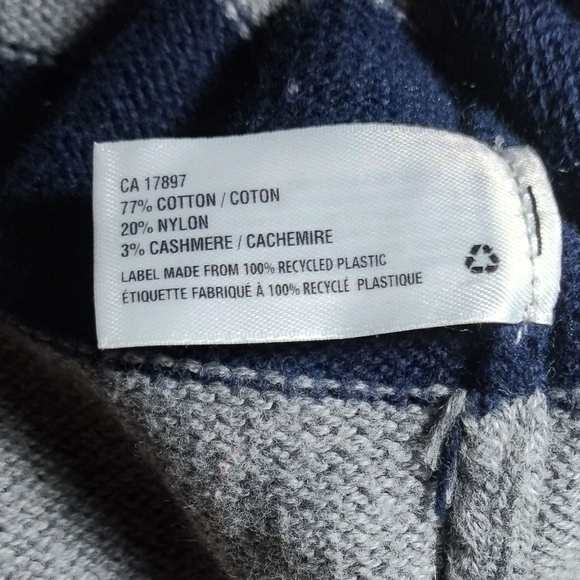 CA 17897
77% COTTON / COTON
20% NYLON
3% CASHMERE / CACHEMIRE
LABEL MADE FROM 100% RECYCLED PLASTIC
ÉTIQUETTE FABRIQUÉ À 100% RECYCLÉ PLASTIQUE